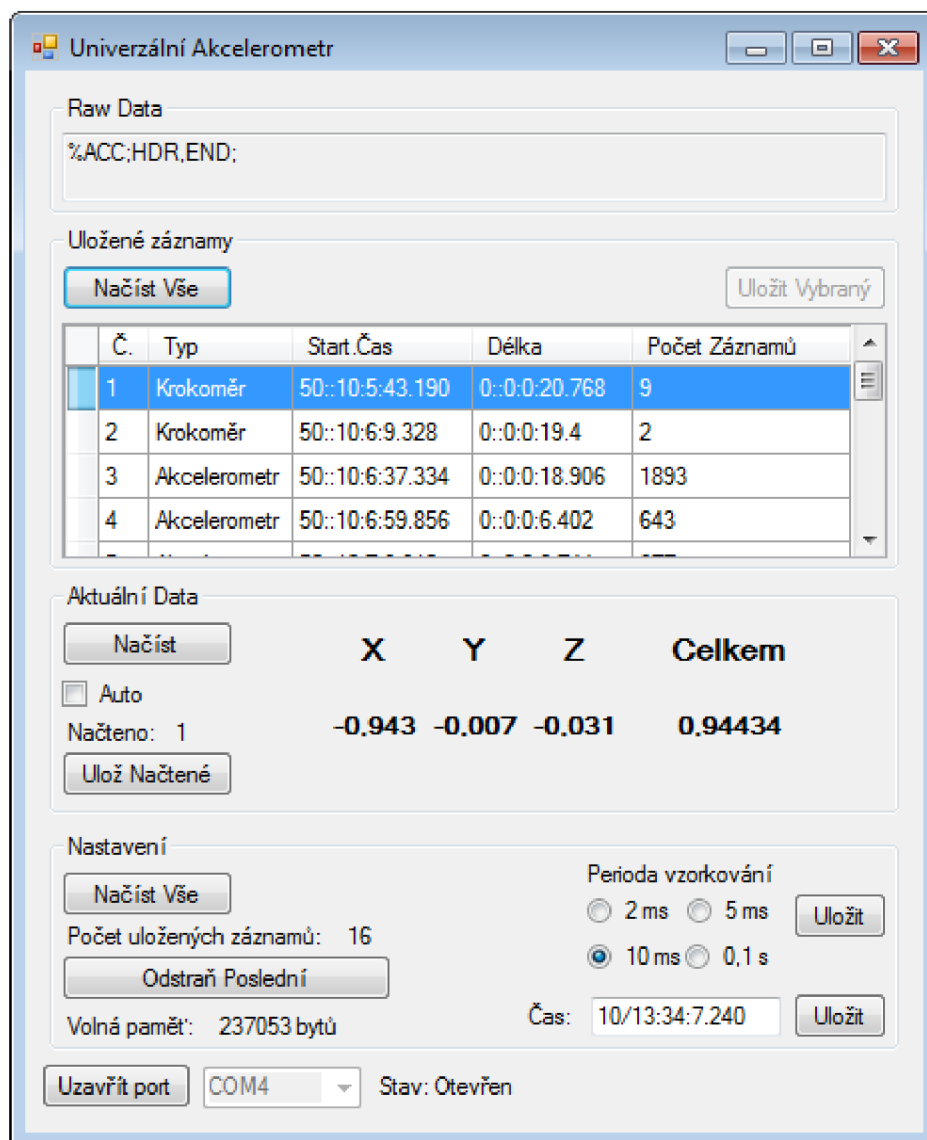 Univerzální Akcelerometr
Raw Data
%ACC;HDR,END;
Uložené záznamy
Načíst Vše Uložit Vybraný
Č. Typ Start.Čas Délka Počet Záznamů
1 Krokoměr 50::10:5:43.190 0::0:0:20.768 9
2 Krokoměr 50::10:6:9.328 0::0:0:19.4 2
3 Akcelerometr 50::10:6:37.334 0::0:0:18.906 1893
4 Akcelerometr 50::10:6:59.856 0::0:0:6.402 643
Aktuální Data
Načíst X Y Z Celkem
Auto
Načteno: 1 -0,943 -0,007 -0,031 0,94434
Ulož Načtené
Nastavení
Načíst Vše Perioda vzorkování
2 ms 5 ms Uložit
Počet uložených záznamů: 16
10 ms 0,1 s
Odstraň Poslední
Volná paměť: 237053 bytů Čas: 10/13:34:7.240 Uložit
Uzavřít port COM4 Stav: Otevřen